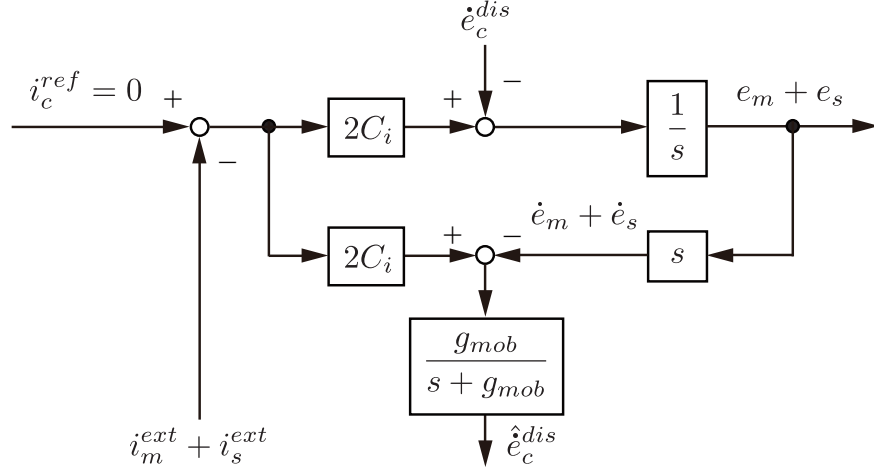 ė_c^{dis}
i_c^{ref} = 0
+
−
2C_i
+
−
1/s
e_m + e_s
2C_i
+
−
ė_m + ė_s
s
g_{mob}
s + g_{mob}
i_m^{ext} + i_s^{ext}
\hat{ė}_c^{dis}